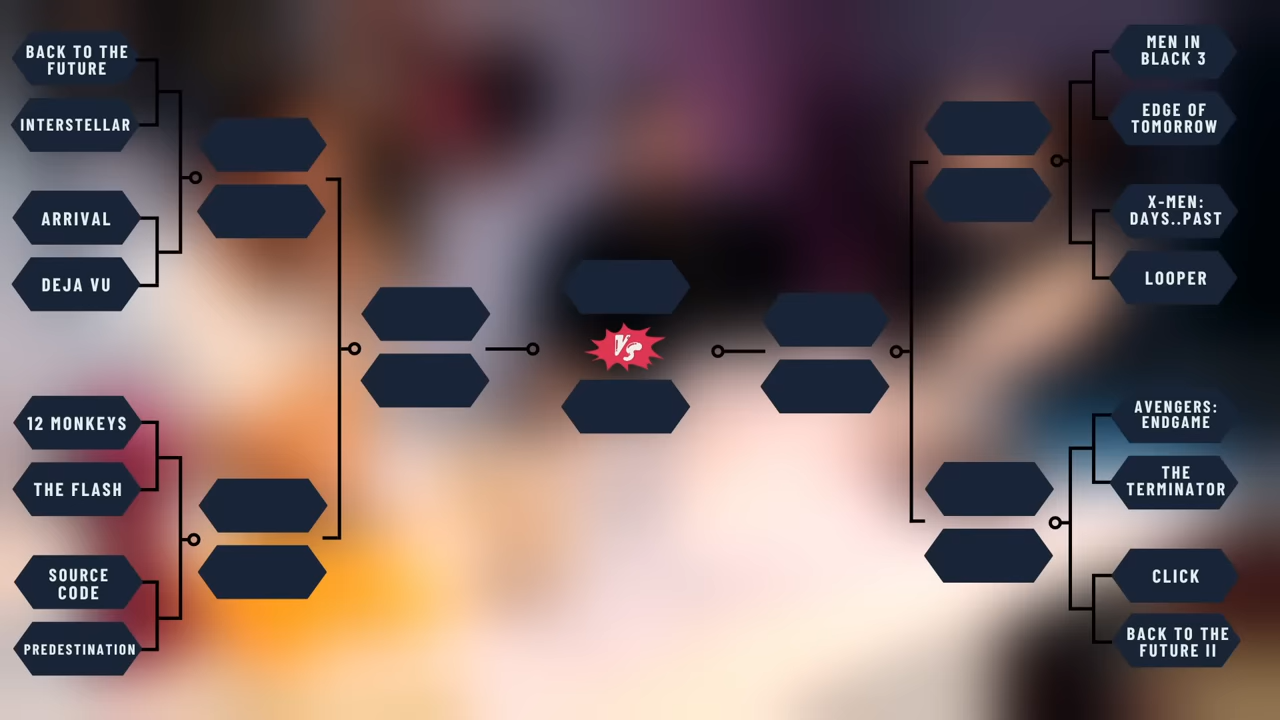 BACK TO THE
FUTURE
INTERSTELLAR
ARRIVAL
DEJA VU
12 MONKEYS
THE FLASH
SOURCE
CODE
PREDESTINATION
VS
MEN IN
BLACK 3
EDGE OF
TOMORROW
X-MEN:
DAYS..PAST
LOOPER
AVENGERS:
ENDGAME
THE
TERMINATOR
CLICK
BACK TO THE
FUTURE II